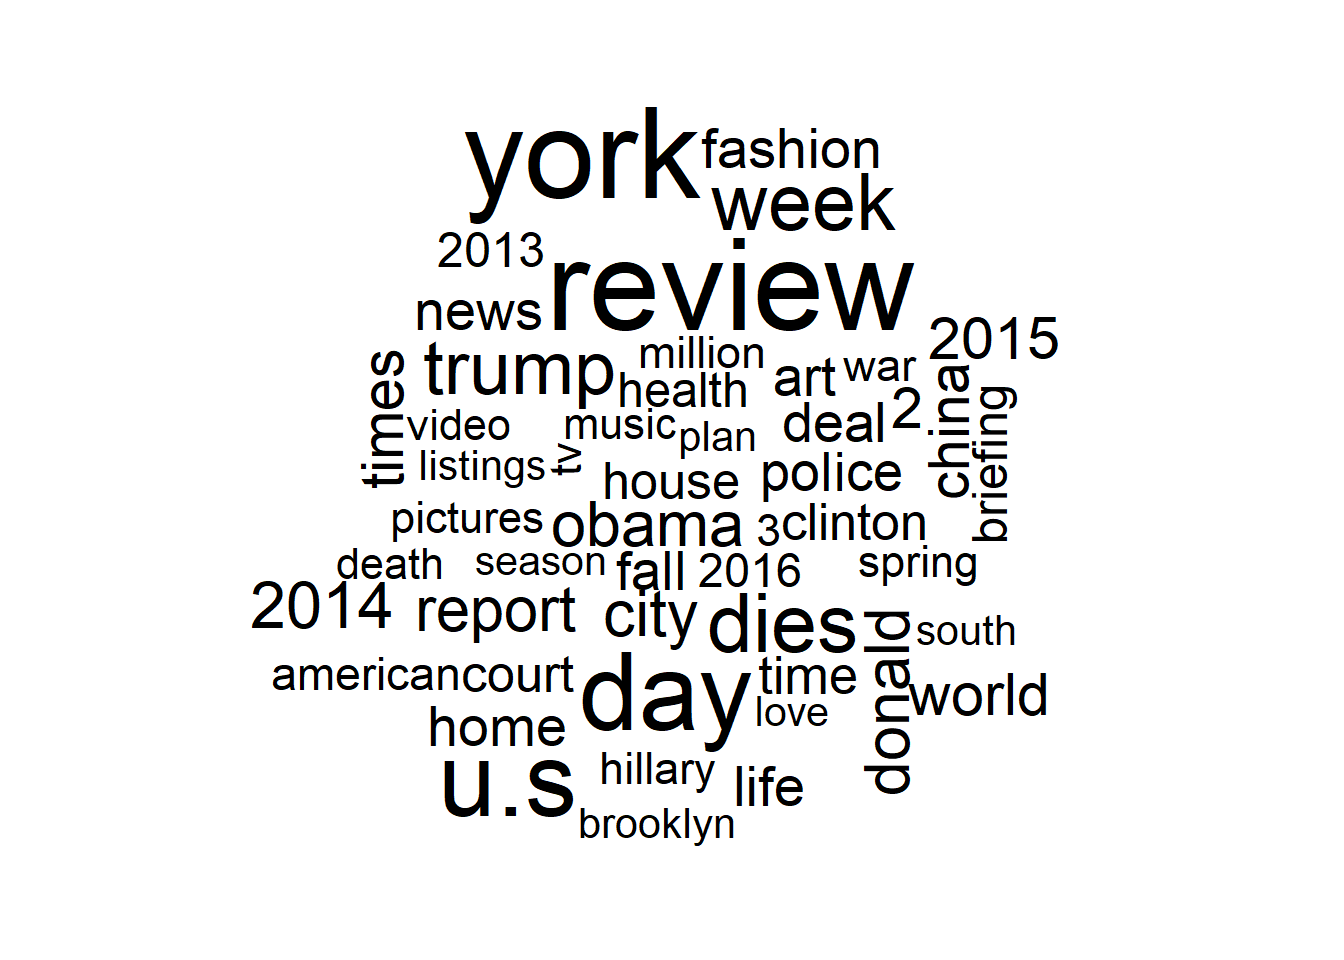 york
fashion
week
2013
review
news
2015
trump
million
art
war
times
health
2
china
briefing
video
music
plan
deal
listings
tv
house
police
pictures
obama
3
clinton
death
season
fall
2016
spring
2014
report
city
dies
donald
south
american
court
day
time
world
love
home
u.s
hillary
life
brooklyn